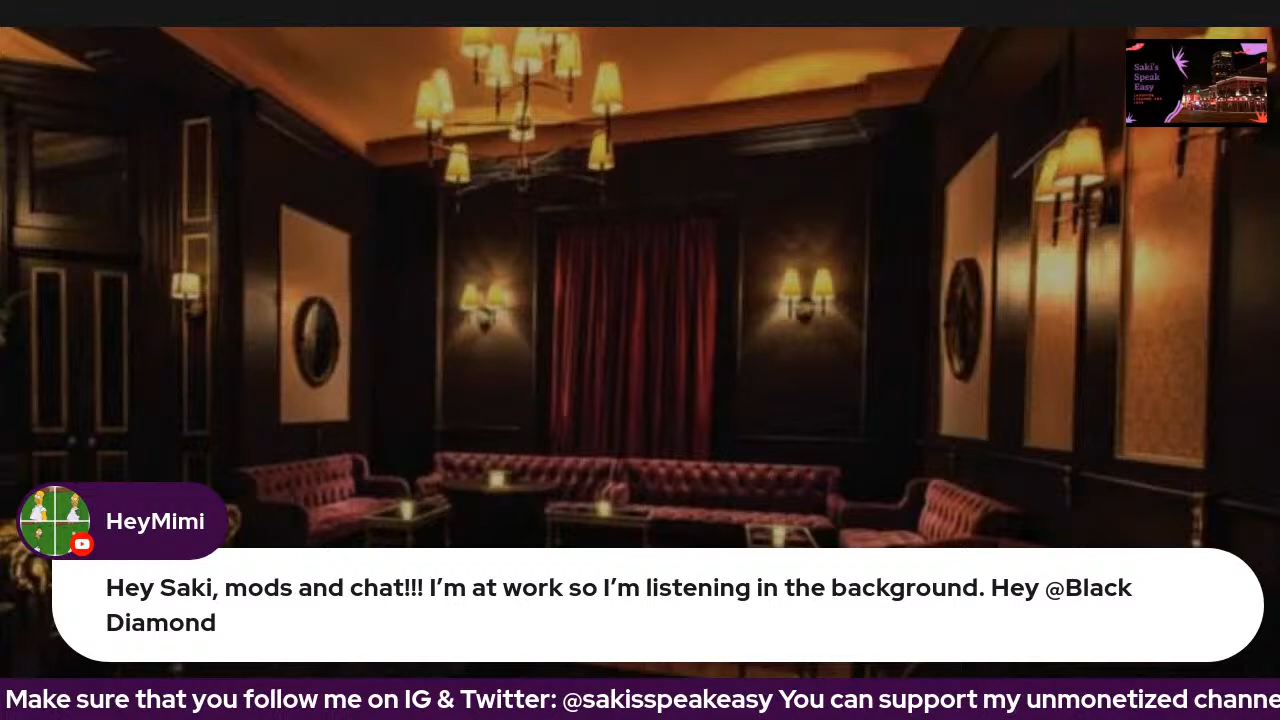 Saki's
Speak
Easy
HeyMimi
Hey Saki, mods and chat!!! I’m at work so I’m listening in the background. Hey @Black
Diamond
Make sure that you follow me on IG & Twitter: @sakisspeakeasy You can support my unmonetized channe